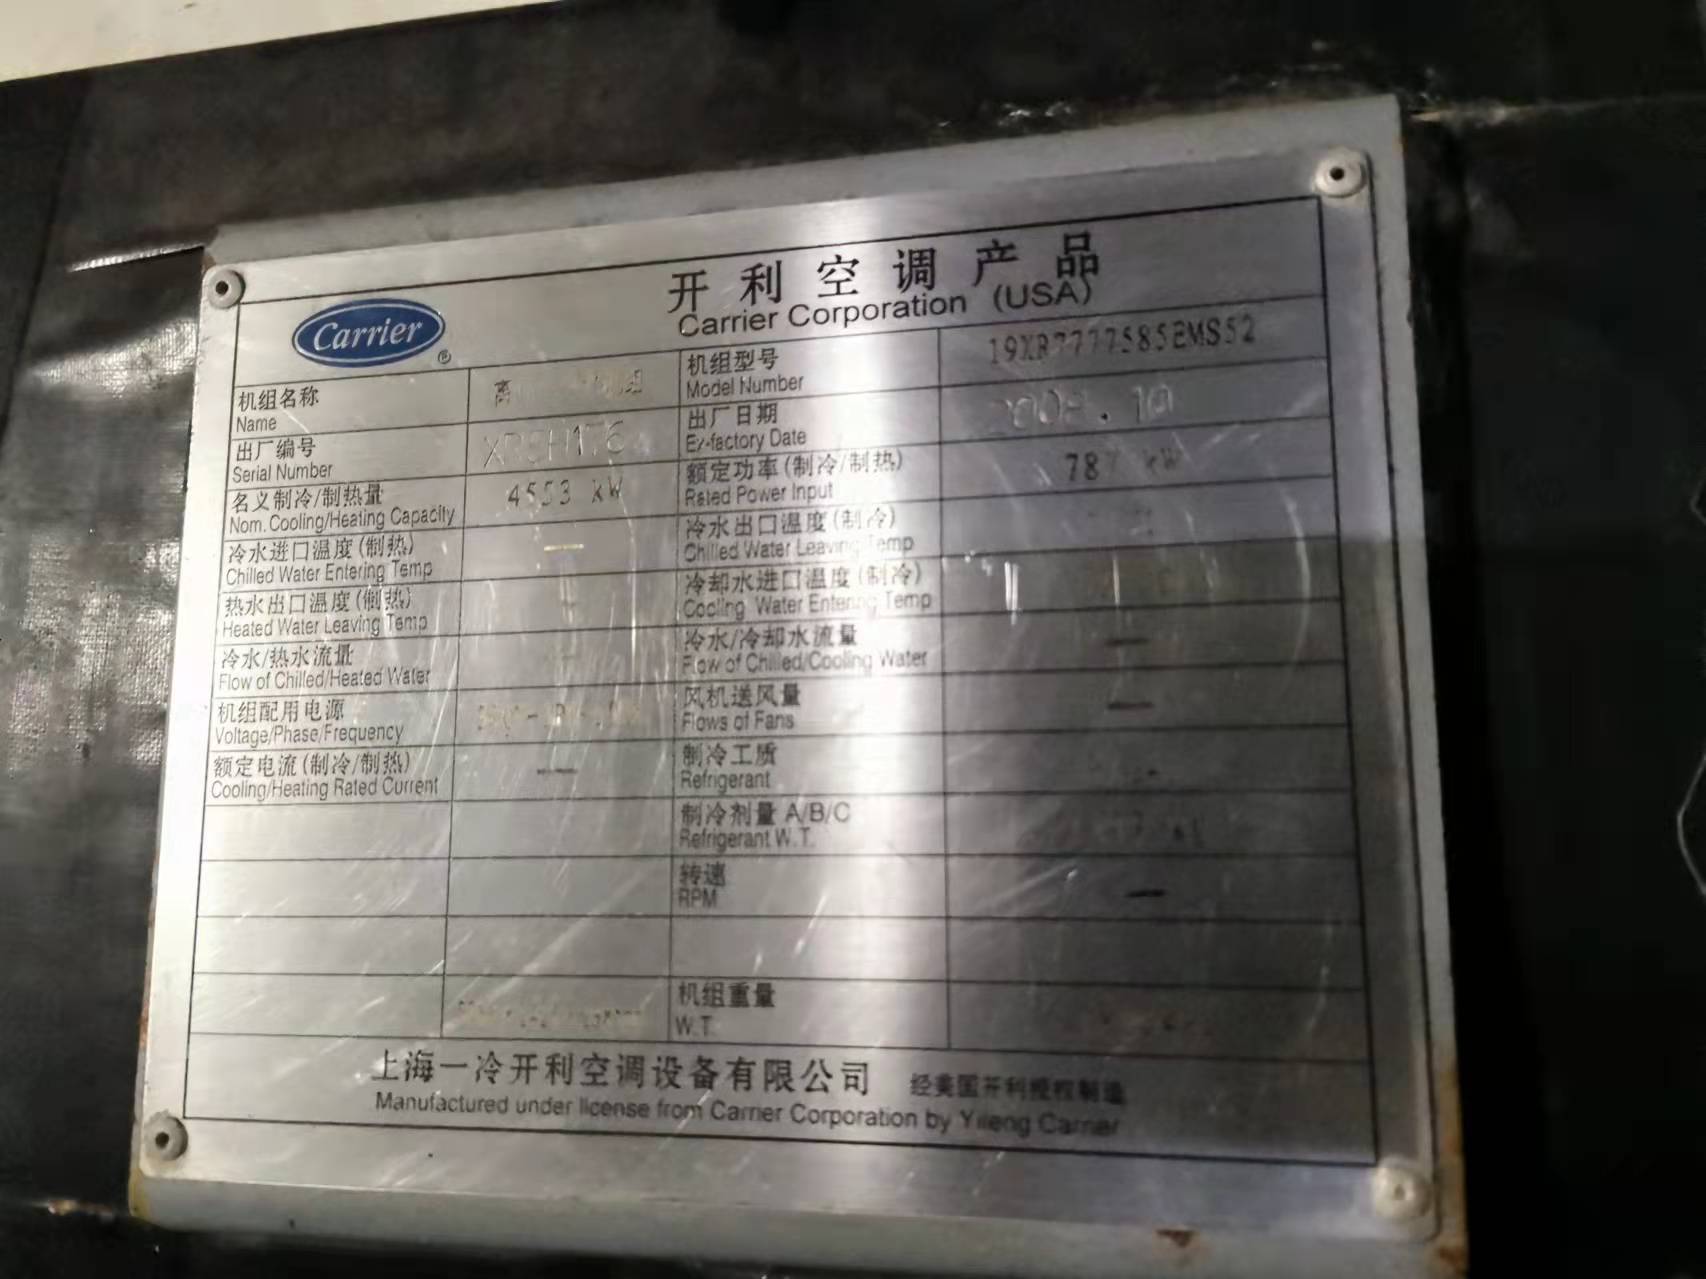 开利空调产品
Carrier Corporation (USA)
Carrier
机组名称
Name
机组型号
Model Number
出厂编号
Serial Number
出厂日期
Ex-factory Date
名义制冷/制热量
Nom. Cooling/Heating Capacity
4553 kW
额定功率(制冷/制热)
Rated Power Input
787 kW
冷水进口温度(制热)
Chilled Water Entering Temp
—
冷水出口温度(制冷)
Chilled Water Leaving Temp
热水出口温度(制热)
Heated Water Leaving Temp
冷却水进口温度(制冷)
Cooling Water Entering Temp
冷水/热水流量
Flow of Chilled/Heated Water
冷水/冷却水流量
Flow of Chilled/Cooling Water
—
机组配用电源
Voltage/Phase/Frequency
风机送风量
Flows of Fans
—
额定电流(制冷/制热)
Cooling/Heating Rated Current
—
制冷工质
Refrigerant
制冷剂量 A/B/C
Refrigerant W.T.
转速
RPM
—
机组重量
W.T.
上海一冷开利空调设备有限公司 经美国开利授权制造
Manufactured under license from Carrier Corporation by Yileng Carrier